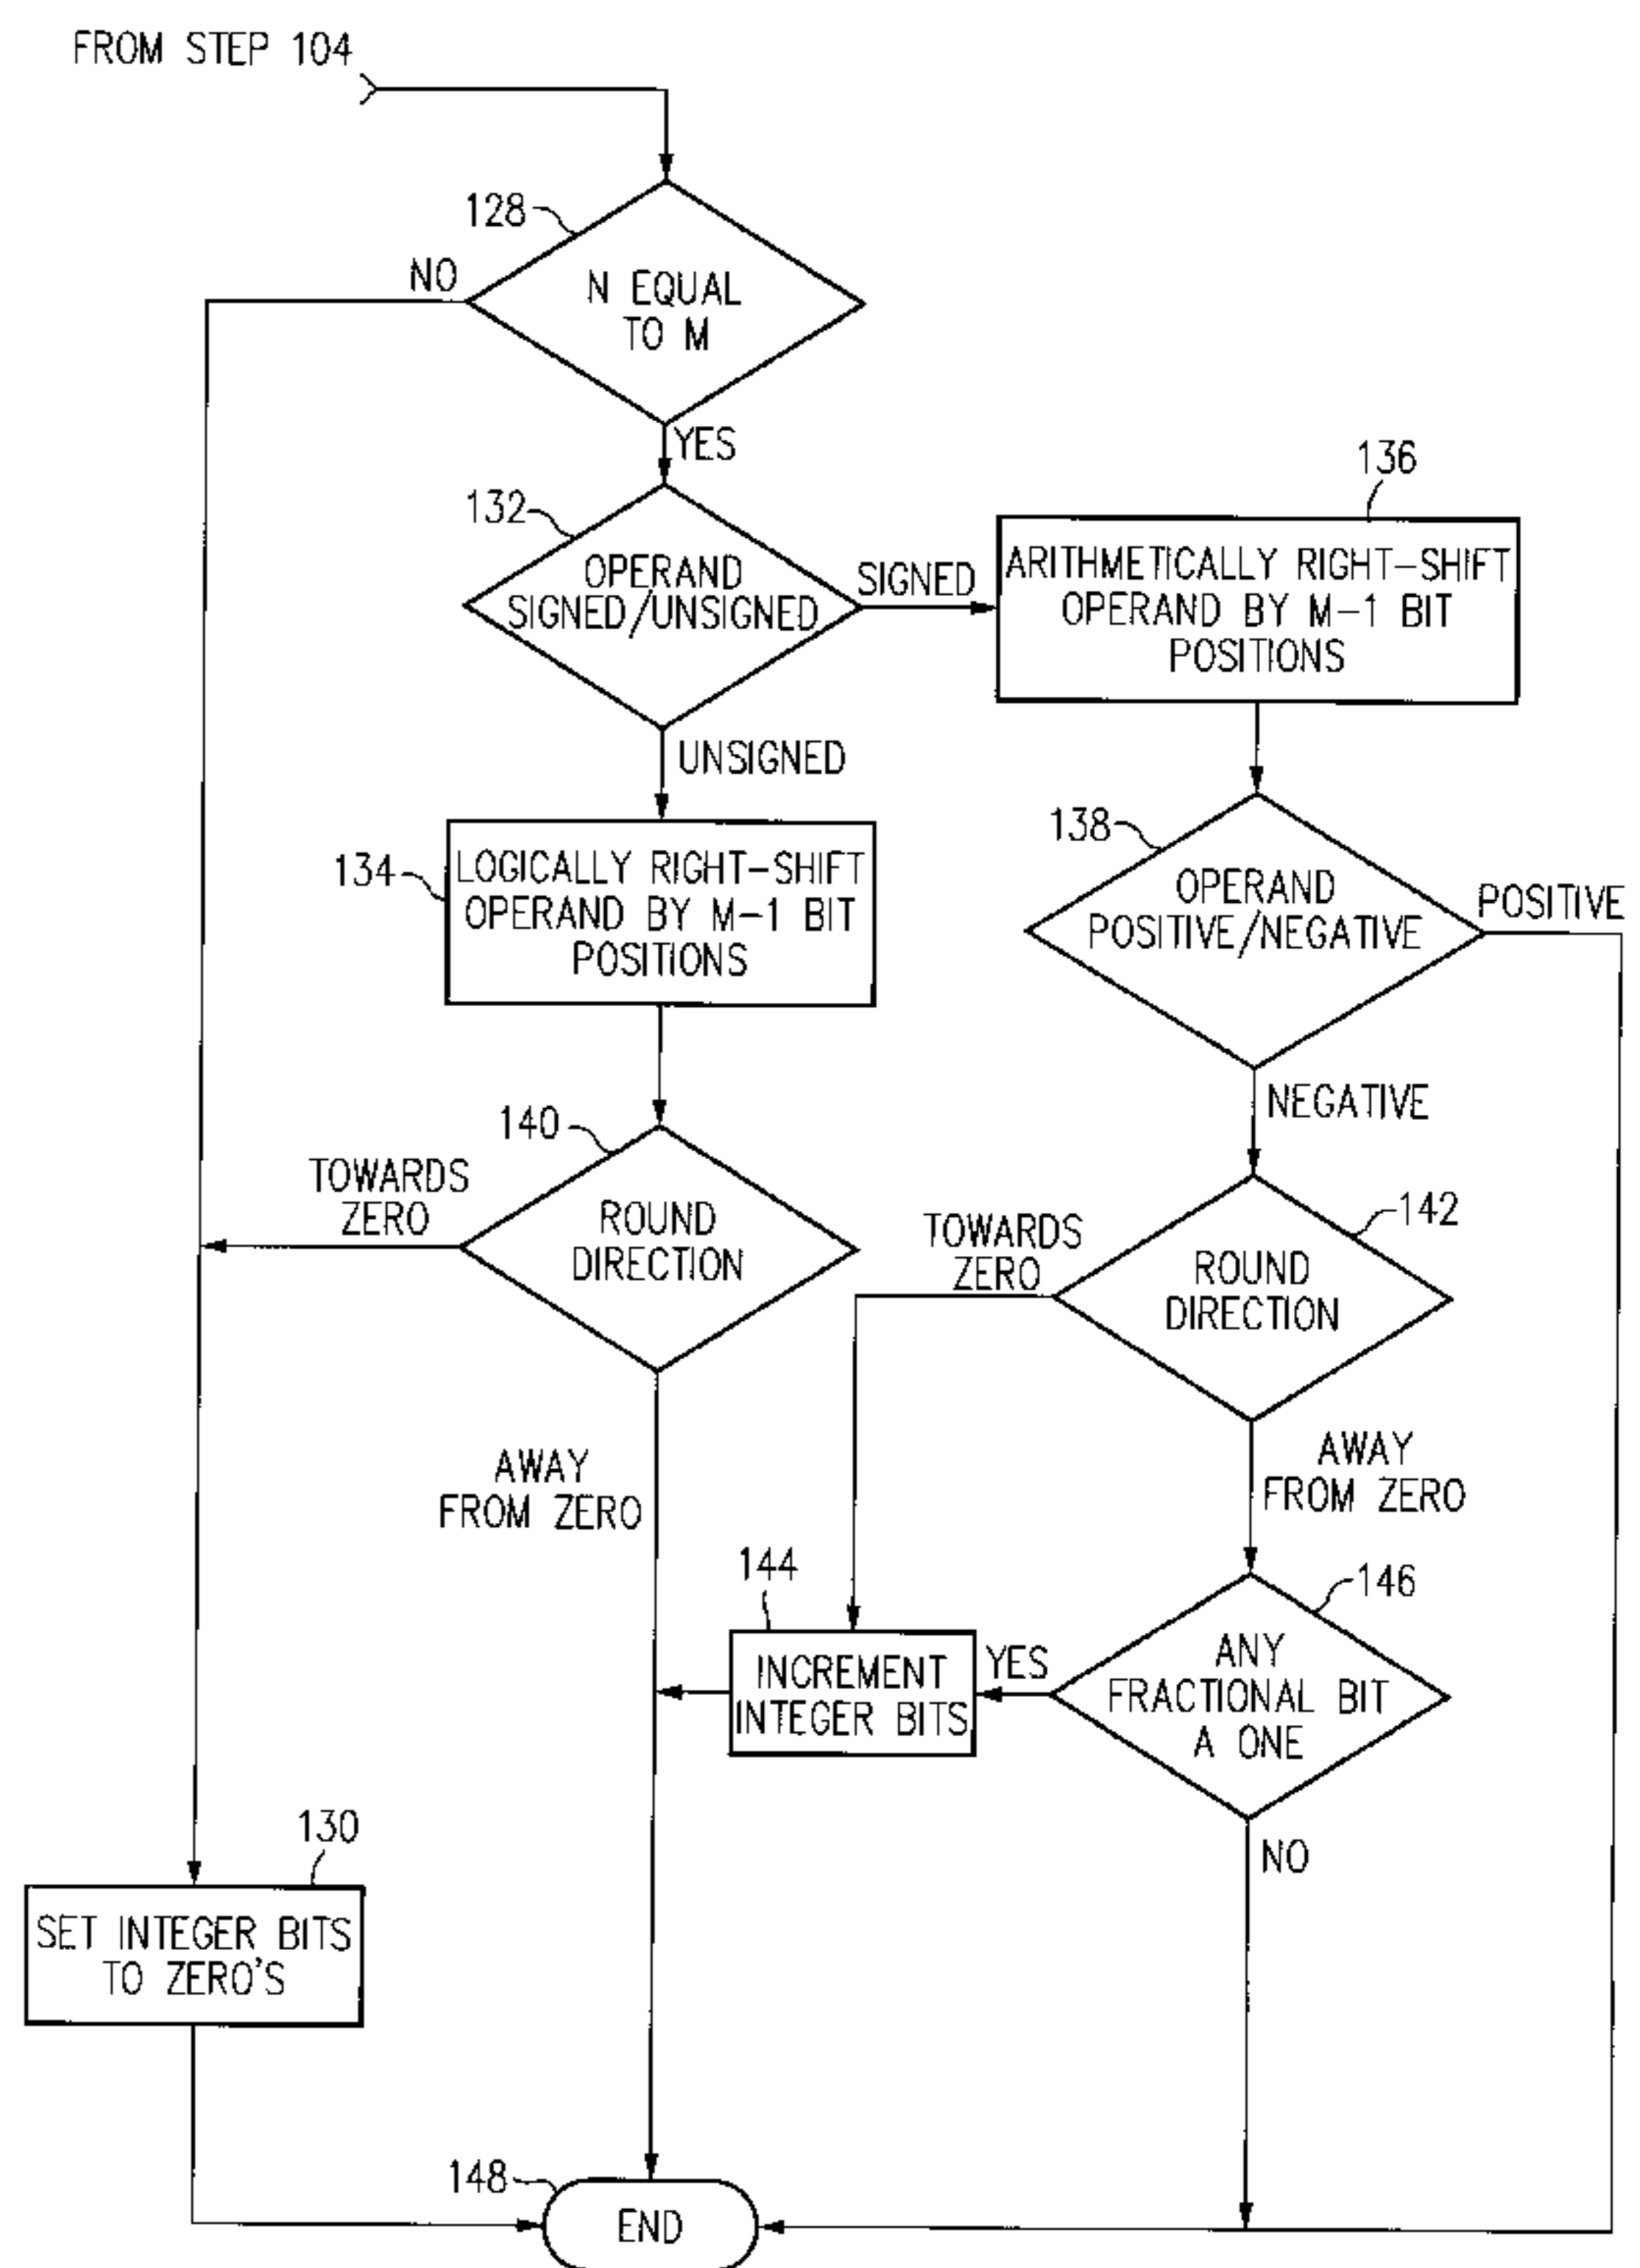 FROM STEP 104
128
NO
N EQUAL
TO M
YES
132
OPERAND
SIGNED/UNSIGNED
SIGNED
136
ARITHMETICALLY RIGHT-SHIFT
OPERAND BY M-1 BIT
POSITIONS
UNSIGNED
134
LOGICALLY RIGHT-SHIFT
OPERAND BY M-1 BIT
POSITIONS
138
OPERAND
POSITIVE/NEGATIVE
POSITIVE
NEGATIVE
140
TOWARDS
ZERO
ROUND
DIRECTION
142
TOWARDS
ZERO
ROUND
DIRECTION
AWAY
FROM ZERO
AWAY
FROM ZERO
144
INCREMENT
INTEGER BITS
YES
146
ANY
FRACTIONAL BIT
A ONE
NO
130
SET INTEGER BITS
TO ZERO'S
148
END